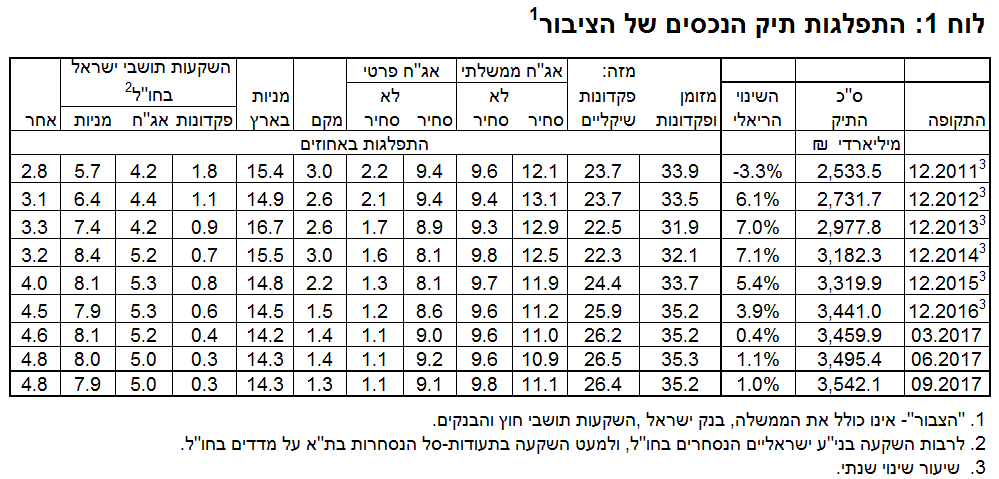 לוח 1: התפלגות תיק הנכסים של הציבור1
התקופה | ס"כ התיק | השינוי הריאלי | מזומן ופקדונות | מזה: פקדונות שיקליים | אג"ח ממשלתי סחיר | אג"ח ממשלתי לא סחיר | אג"ח פרטי סחיר | אג"ח פרטי לא סחיר | מקם | מניות בארץ | השקעות תושבי ישראל בחו"ל2 פקדונות | אג"ח | מניות | אחר
מיליארדי ₪ | התפלגות באחוזים
12.20113 | 2,533.5 | -3.3% | 33.9 | 23.7 | 12.1 | 9.6 | 9.4 | 2.2 | 3.0 | 15.4 | 1.8 | 4.2 | 5.7 | 2.8
12.20123 | 2,731.7 | 6.1% | 33.5 | 23.7 | 13.1 | 9.4 | 9.4 | 2.1 | 2.6 | 14.9 | 1.1 | 4.4 | 6.4 | 3.1
12.20133 | 2,977.8 | 7.0% | 31.9 | 22.5 | 12.9 | 9.3 | 8.9 | 1.7 | 2.6 | 16.7 | 0.9 | 4.2 | 7.4 | 3.3
12.20143 | 3,182.3 | 7.1% | 32.1 | 22.4 | 12.5 | 9.8 | 8.1 | 1.6 | 3.0 | 15.5 | 0.7 | 5.2 | 8.4 | 3.2
12.20153 | 3,319.9 | 5.4% | 33.7 | 24.4 | 11.9 | 9.7 | 8.1 | 1.3 | 2.2 | 14.8 | 0.8 | 5.3 | 8.1 | 4.0
12.20163 | 3,441.0 | 3.9% | 35.2 | 25.9 | 11.2 | 9.6 | 8.6 | 1.2 | 1.5 | 14.5 | 0.6 | 5.3 | 7.9 | 4.5
03.2017 | 3,459.9 | 0.4% | 35.2 | 26.2 | 11.0 | 9.6 | 9.0 | 1.1 | 1.4 | 14.2 | 0.4 | 5.2 | 8.1 | 4.6
06.2017 | 3,495.4 | 1.1% | 35.3 | 26.5 | 10.9 | 9.6 | 9.2 | 1.1 | 1.4 | 14.3 | 0.3 | 5.0 | 8.0 | 4.8
09.2017 | 3,542.1 | 1.0% | 35.2 | 26.4 | 11.1 | 9.8 | 9.1 | 1.1 | 1.3 | 14.3 | 0.3 | 5.0 | 7.9 | 4.8
1. "הצבור"- אינו כולל את הממשלה, בנק ישראל ,השקעות תושבי חוץ והבנקים.
2. לרבות השקעה בני"ע ישראליים הנסחרים בחו"ל, ולמעט השקעה בתעודות-סל הנסחרות בת"א על מדדים בחו"ל.
3. שיעור שינוי שנתי.